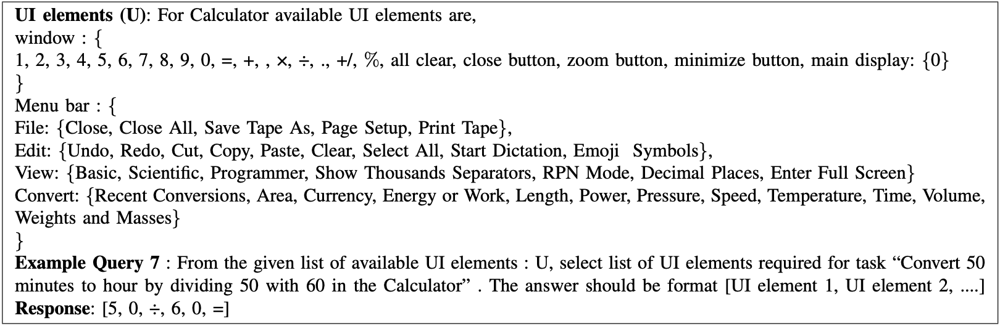 UI elements (U): For Calculator available UI elements are,
window : {
1, 2, 3, 4, 5, 6, 7, 8, 9, 0, =, +, , ×, ÷, ., +/, %, all clear, close button, zoom button, minimize button, main display: {0}
}
Menu bar : {
File: {Close, Close All, Save Tape As, Page Setup, Print Tape},
Edit: {Undo, Redo, Cut, Copy, Paste, Clear, Select All, Start Dictation, Emoji Symbols},
View: {Basic, Scientific, Programmer, Show Thousands Separators, RPN Mode, Decimal Places, Enter Full Screen}
Convert: {Recent Conversions, Area, Currency, Energy or Work, Length, Power, Pressure, Speed, Temperature, Time, Volume,
Weights and Masses}
}
Example Query 7 : From the given list of available UI elements : U, select list of UI elements required for task “Convert 50
minutes to hour by dividing 50 with 60 in the Calculator” . The answer should be format [UI element 1, UI element 2, ....]
Response: [5, 0, ÷, 6, 0, =]